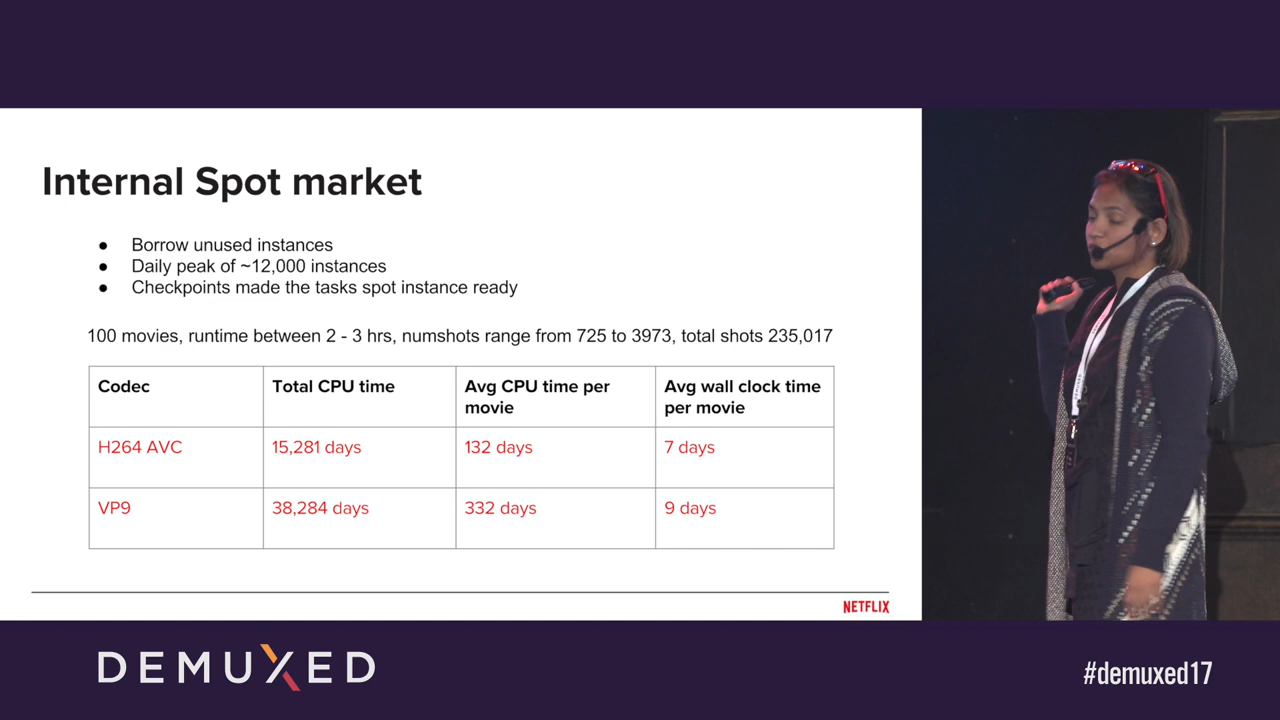 Internal Spot market
● Borrow unused instances
● Daily peak of ~12,000 instances
● Checkpoints made the tasks spot instance ready
100 movies, runtime between 2 - 3 hrs, numshots range from 725 to 3973, total shots 235,017
Codec Total CPU time Avg CPU time per movie Avg wall clock time per movie
H264 AVC 15,281 days 132 days 7 days
VP9 38,284 days 332 days 9 days
NETFLIX
DEMUXED
#demuxed17